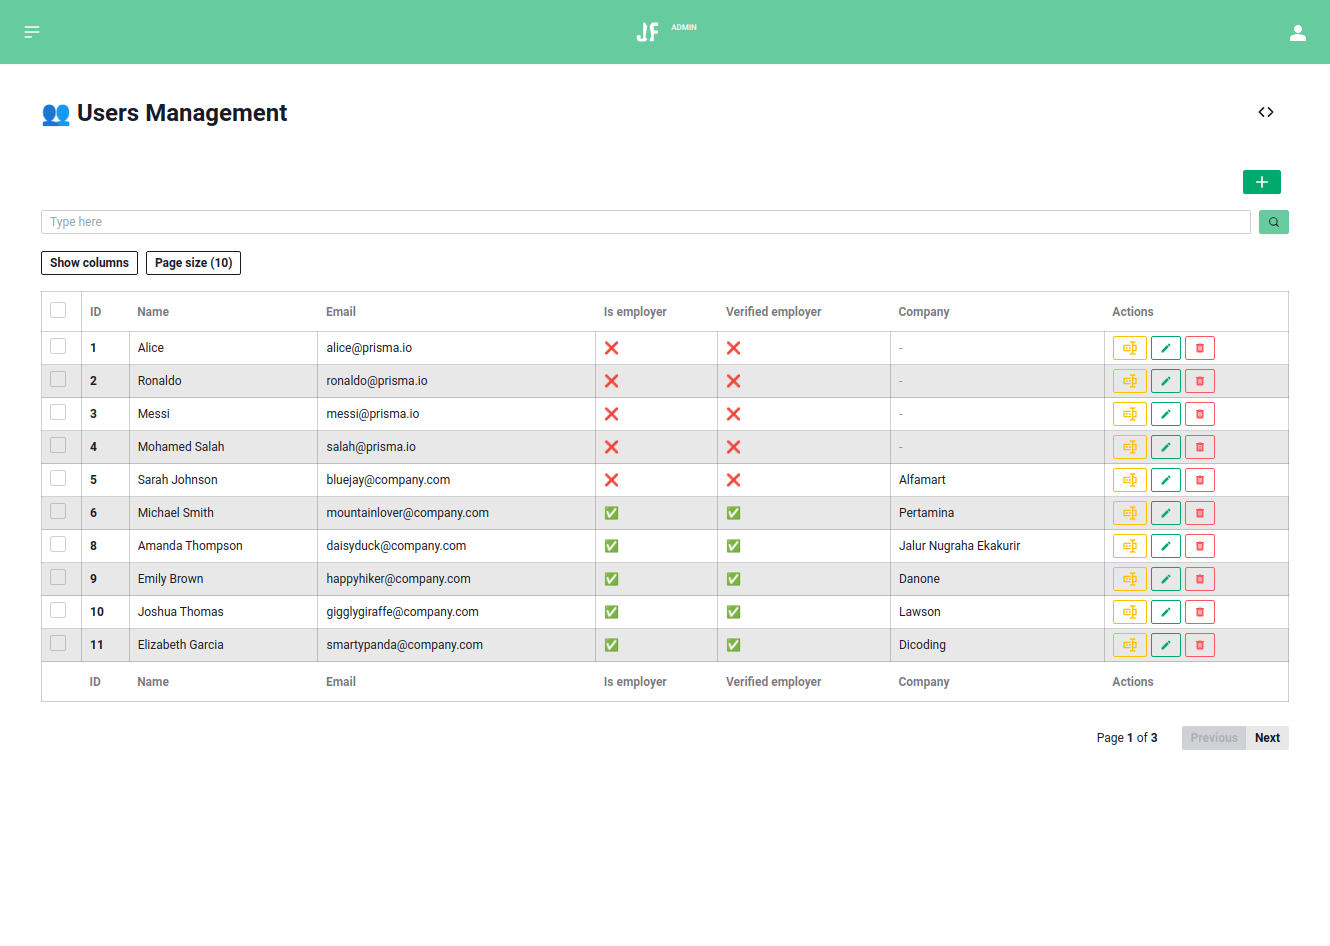 JF ADMIN
Users Management
Type here
Show columns Page size (10)
ID Name Email Is employer Verified employer Company Actions
1 Alice alice@prisma.io -
2 Ronaldo ronaldo@prisma.io -
3 Messi messi@prisma.io -
4 Mohamed Salah salah@prisma.io -
5 Sarah Johnson bluejay@company.com Alfamart
6 Michael Smith mountainlover@company.com Pertamina
8 Amanda Thompson daisyduck@company.com Jalur Nugraha Ekakurir
9 Emily Brown happyhiker@company.com Danone
10 Joshua Thomas gigglygiraffe@company.com Lawson
11 Elizabeth Garcia smartypanda@company.com Dicoding
ID Name Email Is employer Verified employer Company Actions
Page 1 of 3 Previous Next